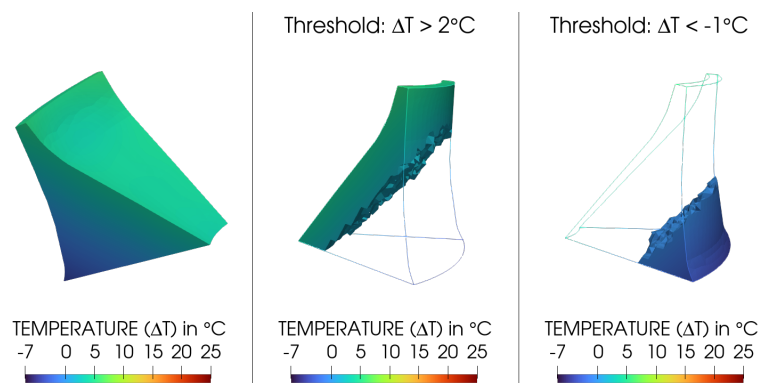 Threshold: ΔT > 2°C
Threshold: ΔT < -1°C
TEMPERATURE (ΔT) in °C
-7 0 5 10 15 20 25
TEMPERATURE (ΔT) in °C
-7 0 5 10 15 20 25
TEMPERATURE (ΔT) in °C
-7 0 5 10 15 20 25